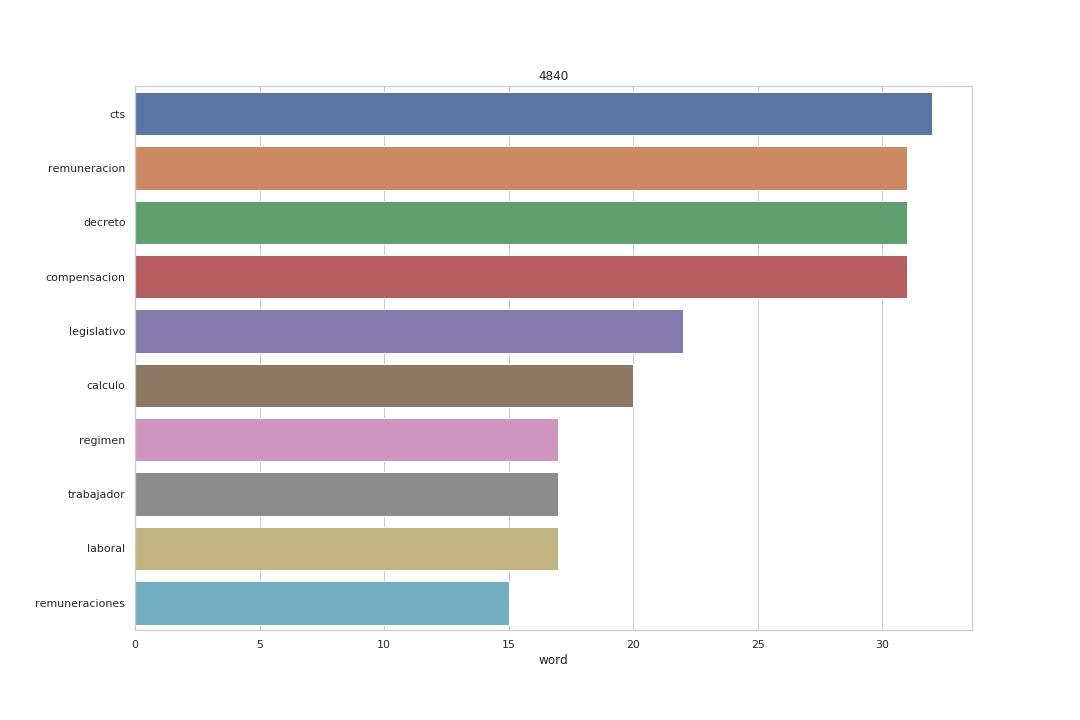 4840
cts
remuneracion
decreto
compensacion
legislativo
calculo
regimen
trabajador
laboral
remuneraciones
0 5 10 15 20 25 30
word